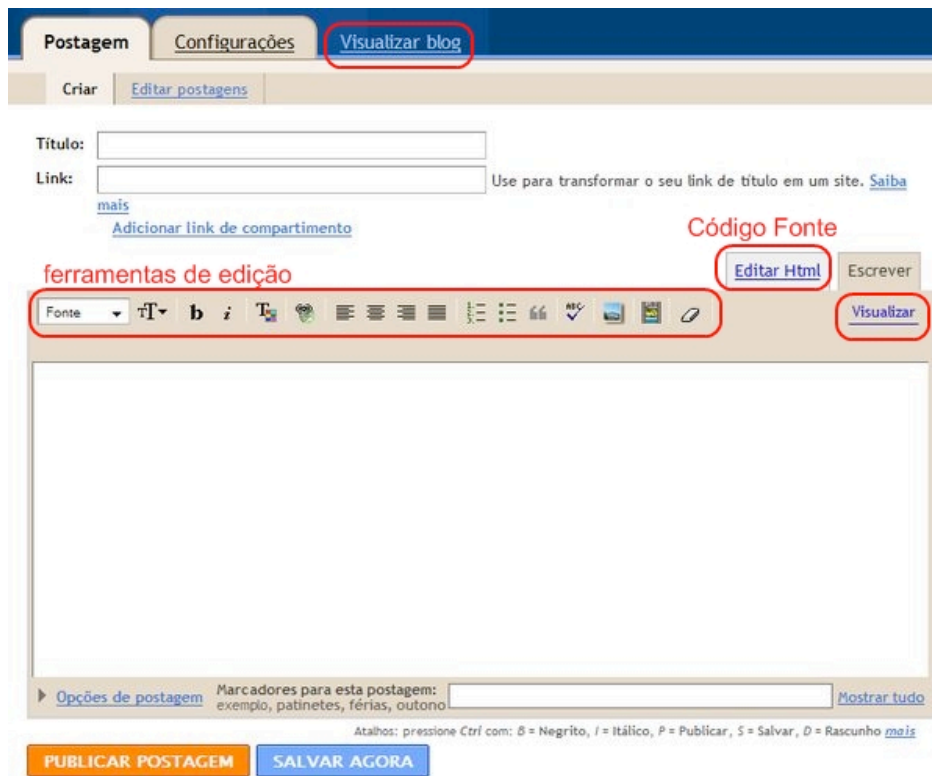 Postagem Configurações Visualizar blog
Criar Editar postagens
Título:
Link: Use para transformar o seu link de título em um site. Saiba
mais
Adicionar link de compartimento
Código Fonte
Editar Html Escrever
ferramentas de edição
Fonte TT b i T ABC Visualizar
Opções de postagem Marcadores para esta postagem:
exemplo, patinetes, férias, outono Mostrar tudo
Atalhos: pressione Ctrl com: B = Negrito, I = Itálico, P = Publicar, S = Salvar, D = Rascunho mais
PUBLICAR POSTAGEM SALVAR AGORA